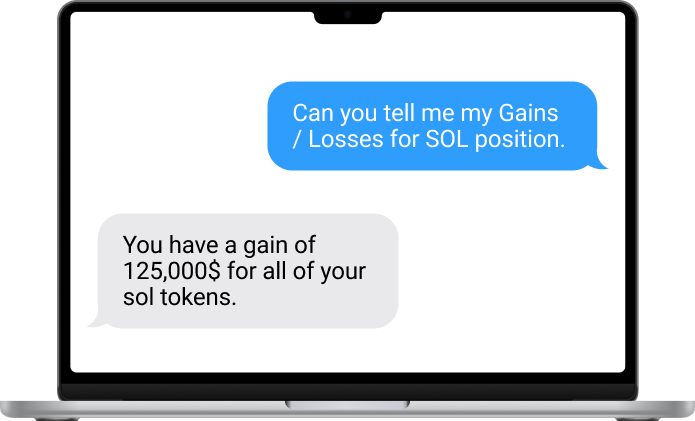 Can you tell me my Gains
/ Losses for SOL position.
You have a gain of
125,000$ for all of your
sol tokens.